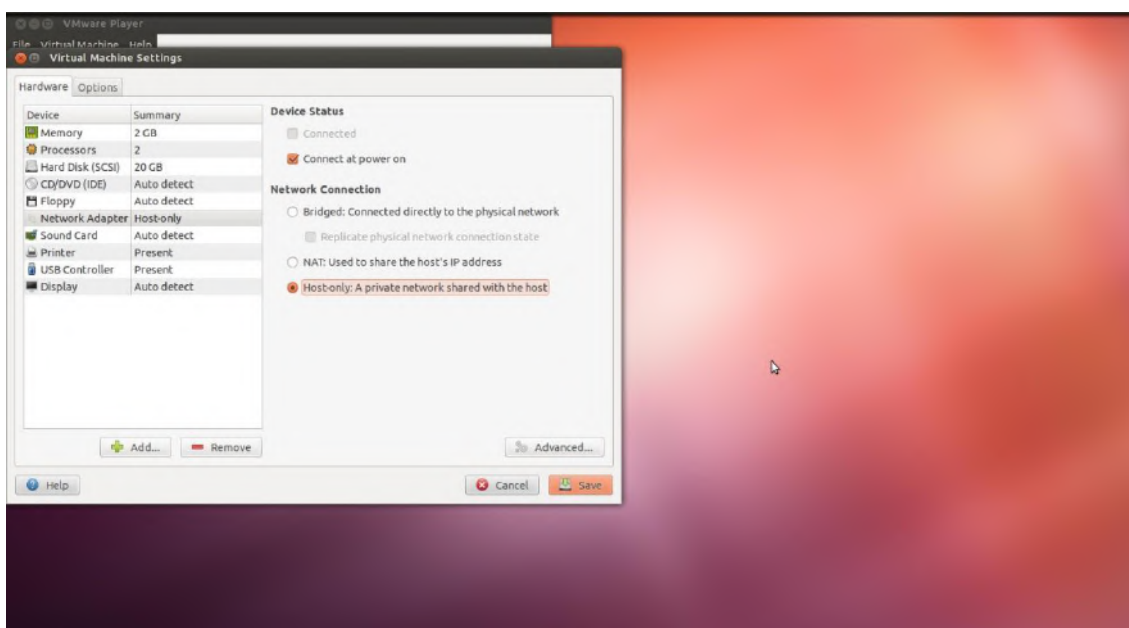 VMware Player
File Virtual Machine Help
Virtual Machine Settings
Hardware Options
Device Summary
Memory 2 GB
Processors 2
Hard Disk (SCSI) 20 GB
CD/DVD (IDE) Auto detect
Floppy Auto detect
Network Adapter Host-only
Sound Card Auto detect
Printer Present
USB Controller Present
Display Auto detect
Add... Remove
Device Status
Connected
Connect at power on
Network Connection
Bridged: Connected directly to the physical network
Replicate physical network connection state
NAT: Used to share the host's IP address
Host-only: A private network shared with the host
Advanced...
Help Cancel Save